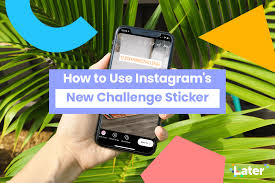 How to Use Instagram's
New Challenge Sticker
Later